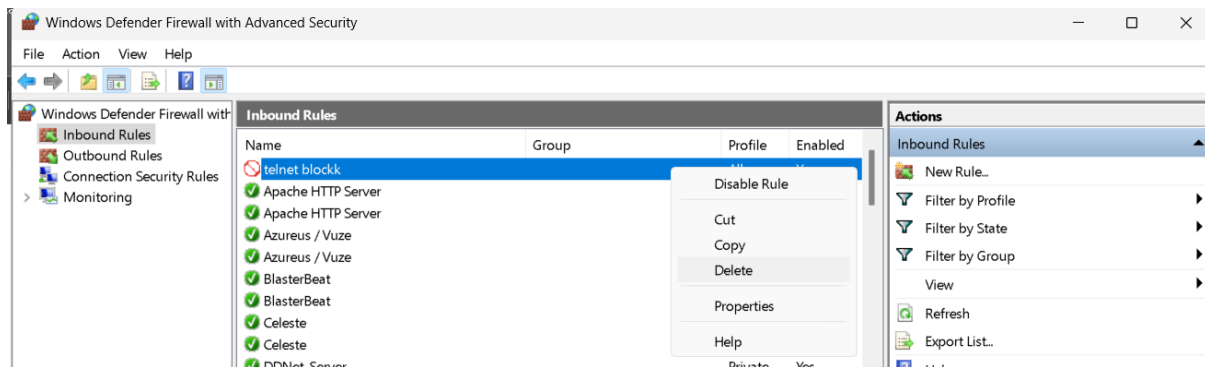 Windows Defender Firewall with Advanced Security
File Action View Help
Windows Defender Firewall with
Inbound Rules
Outbound Rules
Connection Security Rules
Monitoring
Inbound Rules
Name Group Profile Enabled
telnet blockk
Apache HTTP Server
Apache HTTP Server
Azureus / Vuze
Azureus / Vuze
BlasterBeat
BlasterBeat
Celeste
Celeste
DDNet-Server Private Yes
Disable Rule
Cut
Copy
Delete
Properties
Help
Actions
Inbound Rules
New Rule...
Filter by Profile
Filter by State
Filter by Group
View
Refresh
Export List...